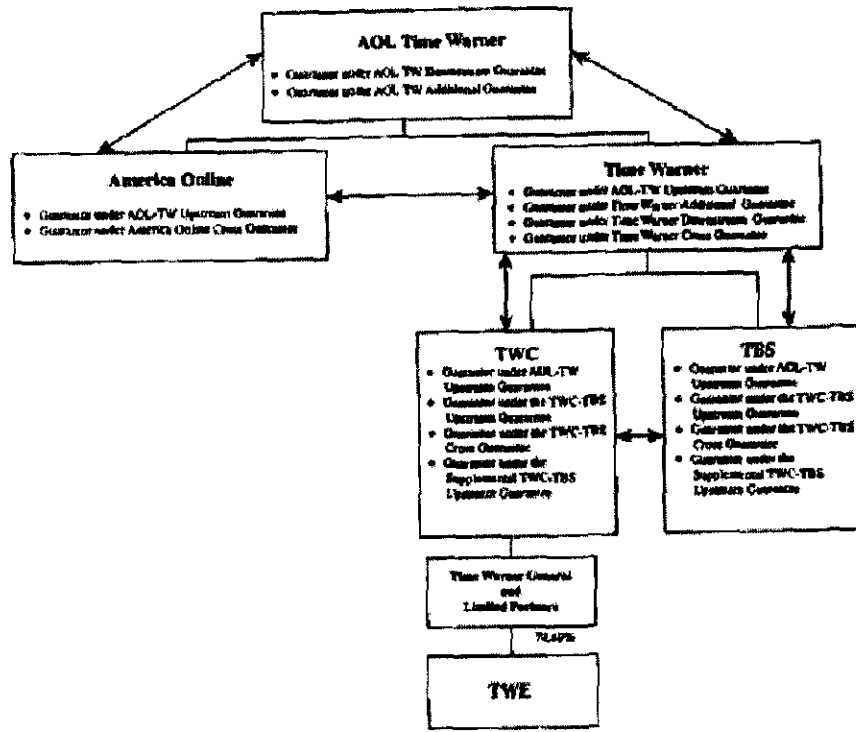 AOL Time Warner
• Guarantor under AOL TW Downstream Guarantee
• Guarantor under AOL TW Additional Guarantee
America Online
• Guarantor under AOL-TW Upstream Guarantee
• Guarantor under America Online Cross Guarantee
Time Warner
• Guarantor under AOL-TW Upstream Guarantee
• Guarantor under Time Warner Additional Guarantee
• Guarantor under Time Warner Downstream Guarantee
• Guarantor under Time Warner Cross Guarantee
TWC
• Guarantor under AOL-TW
Upstream Guarantee
• Guarantor under the TWC-TBS
Upstream Guarantee
• Guarantor under the TWC-TBS
Cross Guarantee
• Guarantor under the
Supplemental TWC-TBS
Upstream Guarantee
TBS
• Guarantor under AOL-TW
Upstream Guarantee
• Guarantor under the TWC-TBS
Upstream Guarantee
• Guarantor under the TWC-TBS
Cross Guarantee
• Guarantor under the
Supplemental TWC-TBS
Upstream Guarantee
Time Warner General
and
Limited Partners
TWE